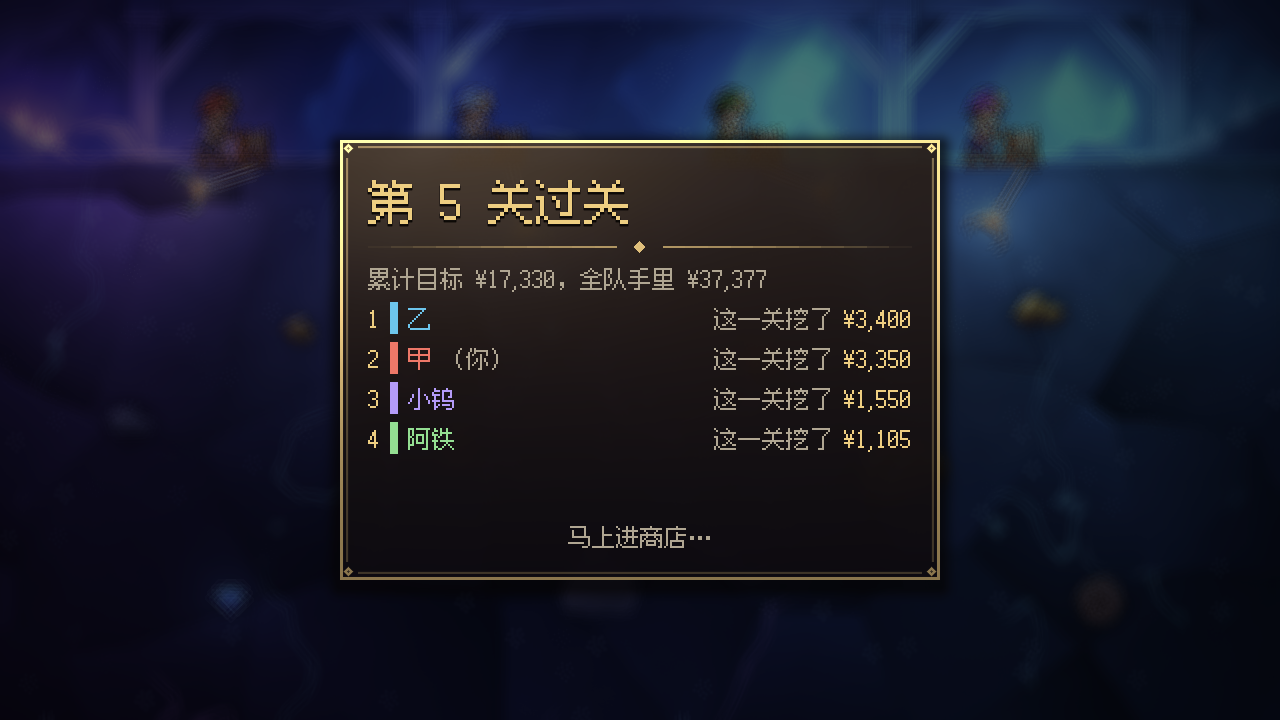 第 5 关过关
累计目标 ¥17,330，全队手里 ¥37,377
1 乙 这一关挖了 ¥3,400
2 甲 （你） 这一关挖了 ¥3,350
3 小钨 这一关挖了 ¥1,550
4 阿铁 这一关挖了 ¥1,105
马上进商店…